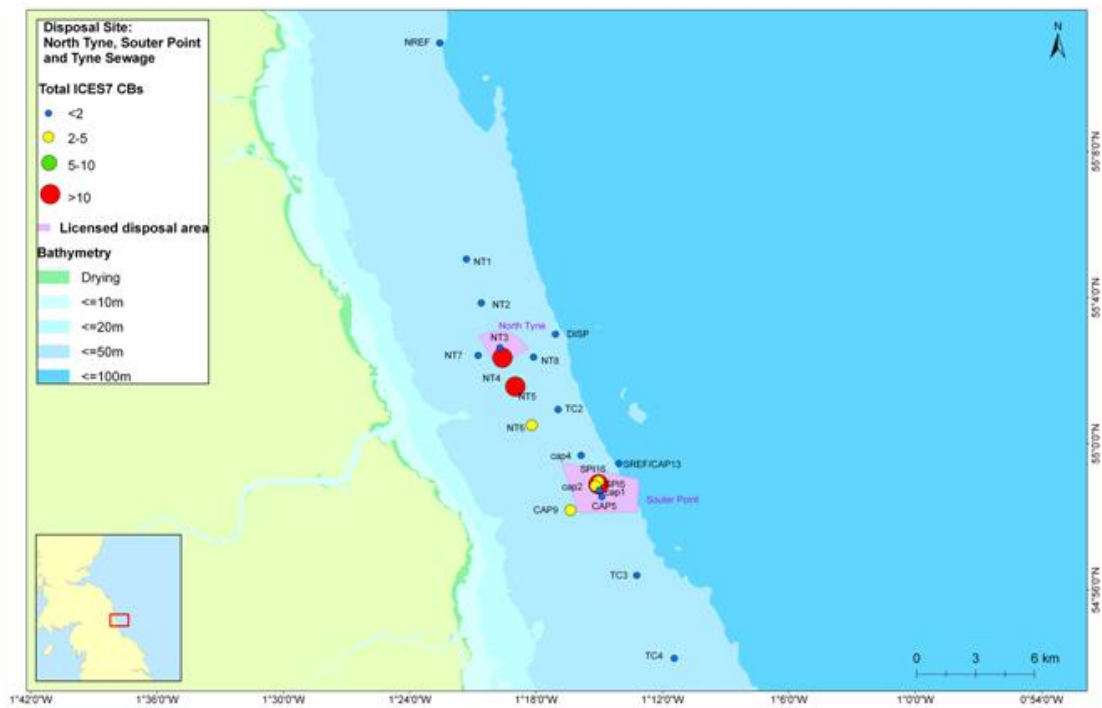 Disposal Site:
North Tyne, Souter Point
and Tyne Sewage
Total ICES7 CBs
<2
2-5
5-10
>10
Licensed disposal area
Bathymetry
Drying
<=10m
<=20m
<=50m
<=100m
N
NREF
NT1
NT2
North Tyne
DISP
NT3
NT7
NT8
NT4
NT5
TC2
NT6
cap4
SREF/CAP13
SPI16
SPI5
cap2
cap1
Souter Point
CAP5
CAP9
TC3
TC4
0 3 6 km
55°8'0"N
55°4'0"N
55°0'0"N
54°56'0"N
1°42'0"W 1°36'0"W 1°30'0"W 1°24'0"W 1°18'0"W 1°12'0"W 1°6'0"W 1°0'0"W 0°54'0"W